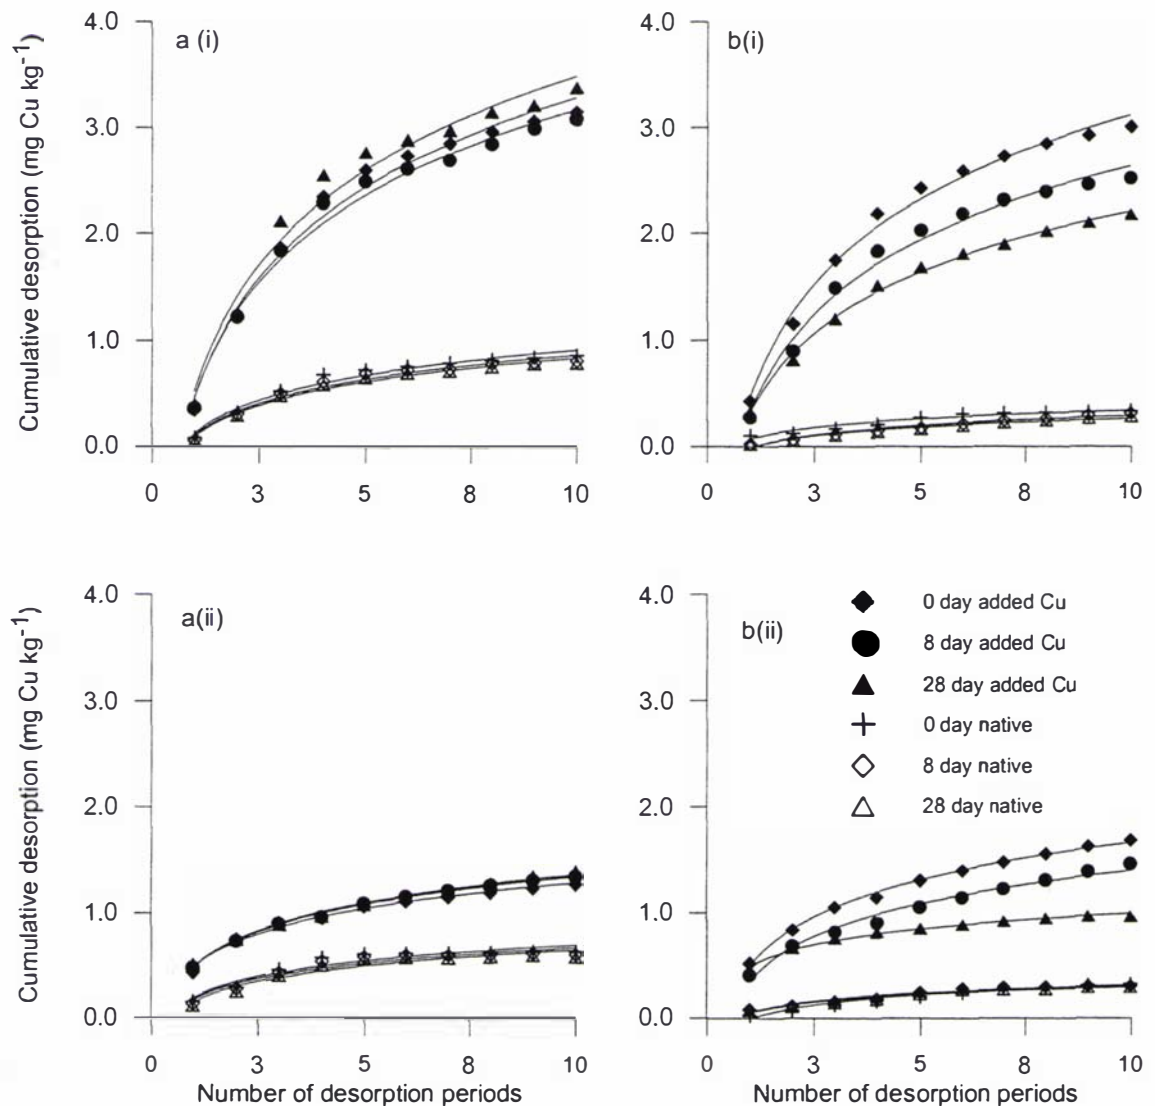 a (i)
Cumulative desorption (mg Cu kg-1)
4.0
3.0
2.0
1.0
0.0
0 3 5 8 10
b(i)
4.0
3.0
2.0
1.0
0.0
0 3 5 8 10
a(ii)
Cumulative desorption (mg Cu kg-1)
4.0
3.0
2.0
1.0
0.0
0 3 5 8 10
Number of desorption periods
b(ii)
4.0
3.0
2.0
1.0
0.0
0 day added Cu
8 day added Cu
28 day added Cu
0 day native
8 day native
28 day native
0 3 5 8 10
Number of desorption periods